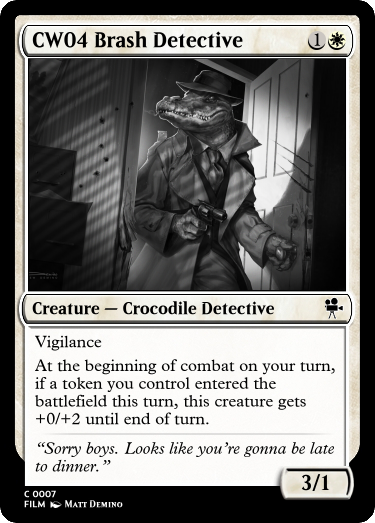 CW04 Brash Detective 1
Creature — Crocodile Detective
Vigilance
At the beginning of combat on your turn,
if a token you control entered the
battlefield this turn, this creature gets
+0/+2 until end of turn.
“Sorry boys. Looks like you’re gonna be late
to dinner.”
3/1
C 0007
FILM Matt Demino